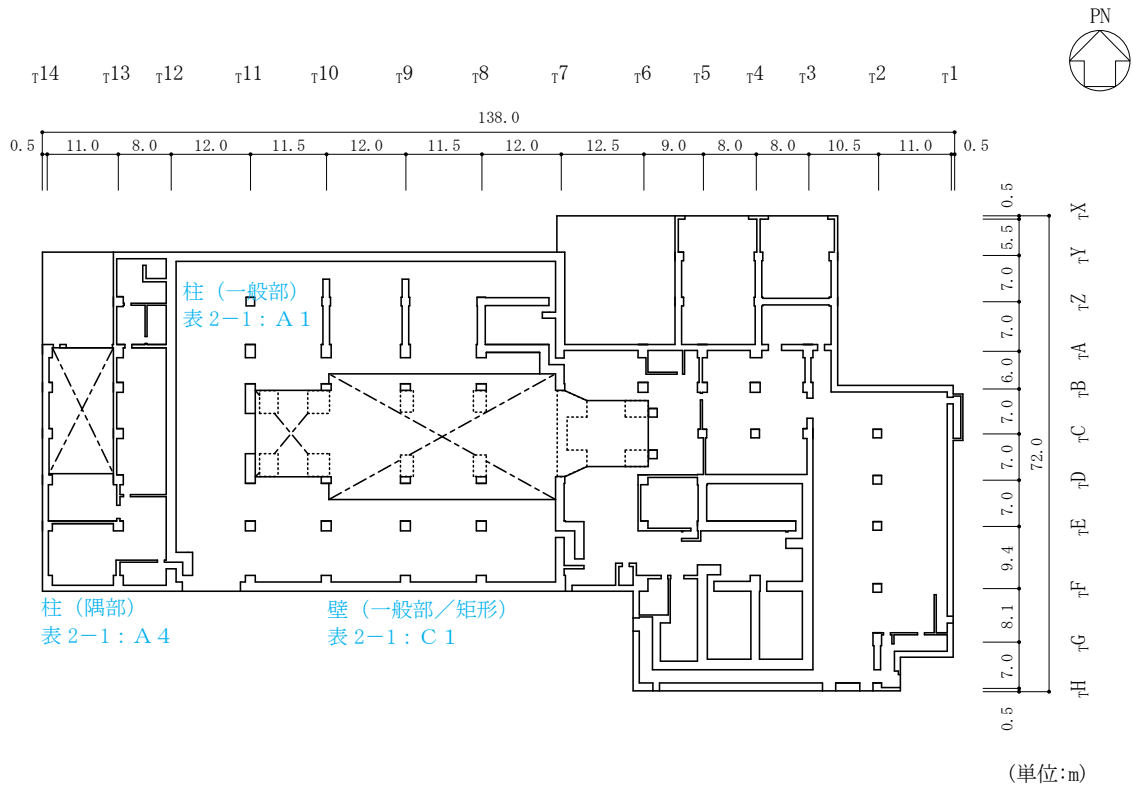 PN
T14 T13 T12 T11 T10 T9 T8 T7 T6 T5 T4 T3 T2 T1
138.0
0.5 11.0 8.0 12.0 11.5 12.0 11.5 12.0 12.5 9.0 8.0 8.0 10.5 11.0 0.5
0.5 TX
5.5 TY
7.0 TZ
7.0 TA
6.0 TB
7.0 TC
72.0
7.0 TD
7.0 TE
9.4 TF
8.1 TG
7.0 TH
0.5
柱（一般部）
表 2－1：Ａ１
柱（隅部）
表 2－1：Ａ４
壁（一般部／矩形）
表 2－1：Ｃ１
(単位:m)